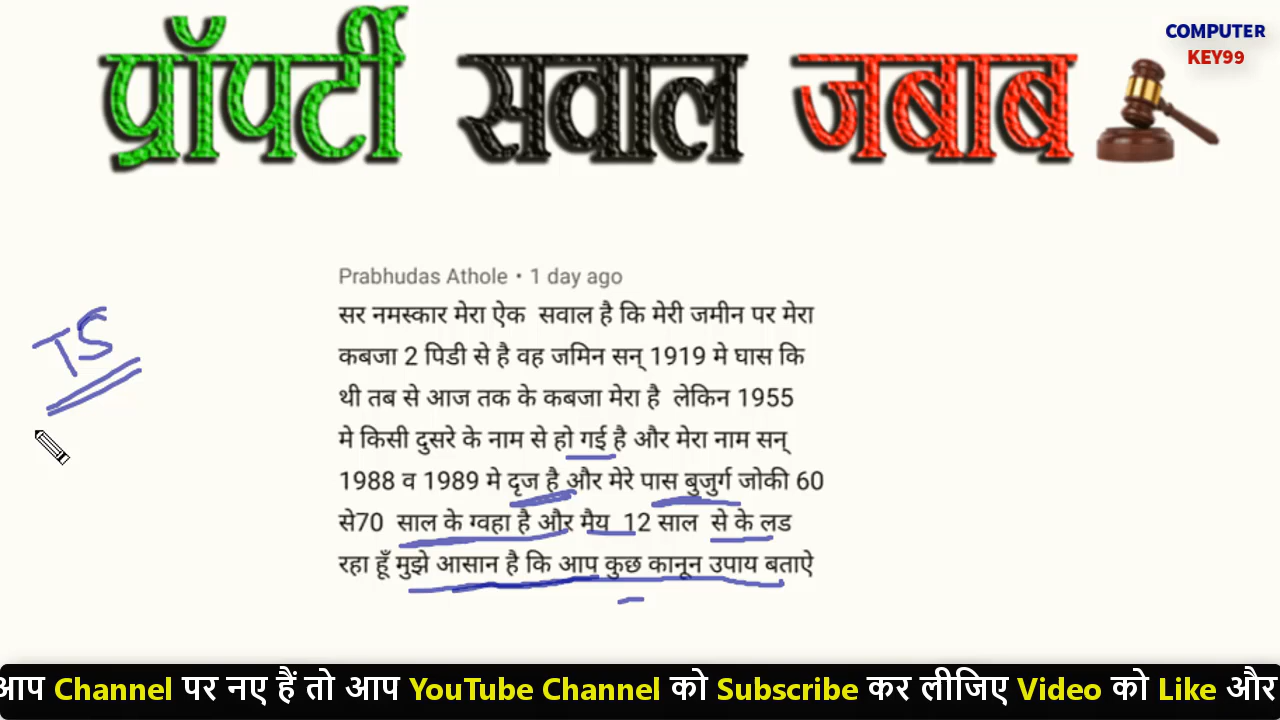 प्रॉपर्टी सवाल जबाब
COMPUTER
KEY99
Prabhudas Athole • 1 day ago
सर नमस्कार मेरा ऐक सवाल है कि मेरी जमीन पर मेरा
कबजा 2 पिडी से है वह जमिन सन् 1919 मे घास कि
थी तब से आज तक के कबजा मेरा है लेकिन 1955
मे किसी दुसरे के नाम से हो गई है और मेरा नाम सन्
1988 व 1989 मे दृज है और मेरे पास बुजुर्ग जोकी 60
से70 साल के ग्वहा है और मैय 12 साल से के लड
रहा हूँ मुझे आसान है कि आप कुछ कानून उपाय बताऐ
TS
आप Channel पर नए हैं तो आप YouTube Channel को Subscribe कर लीजिए Video को Like और